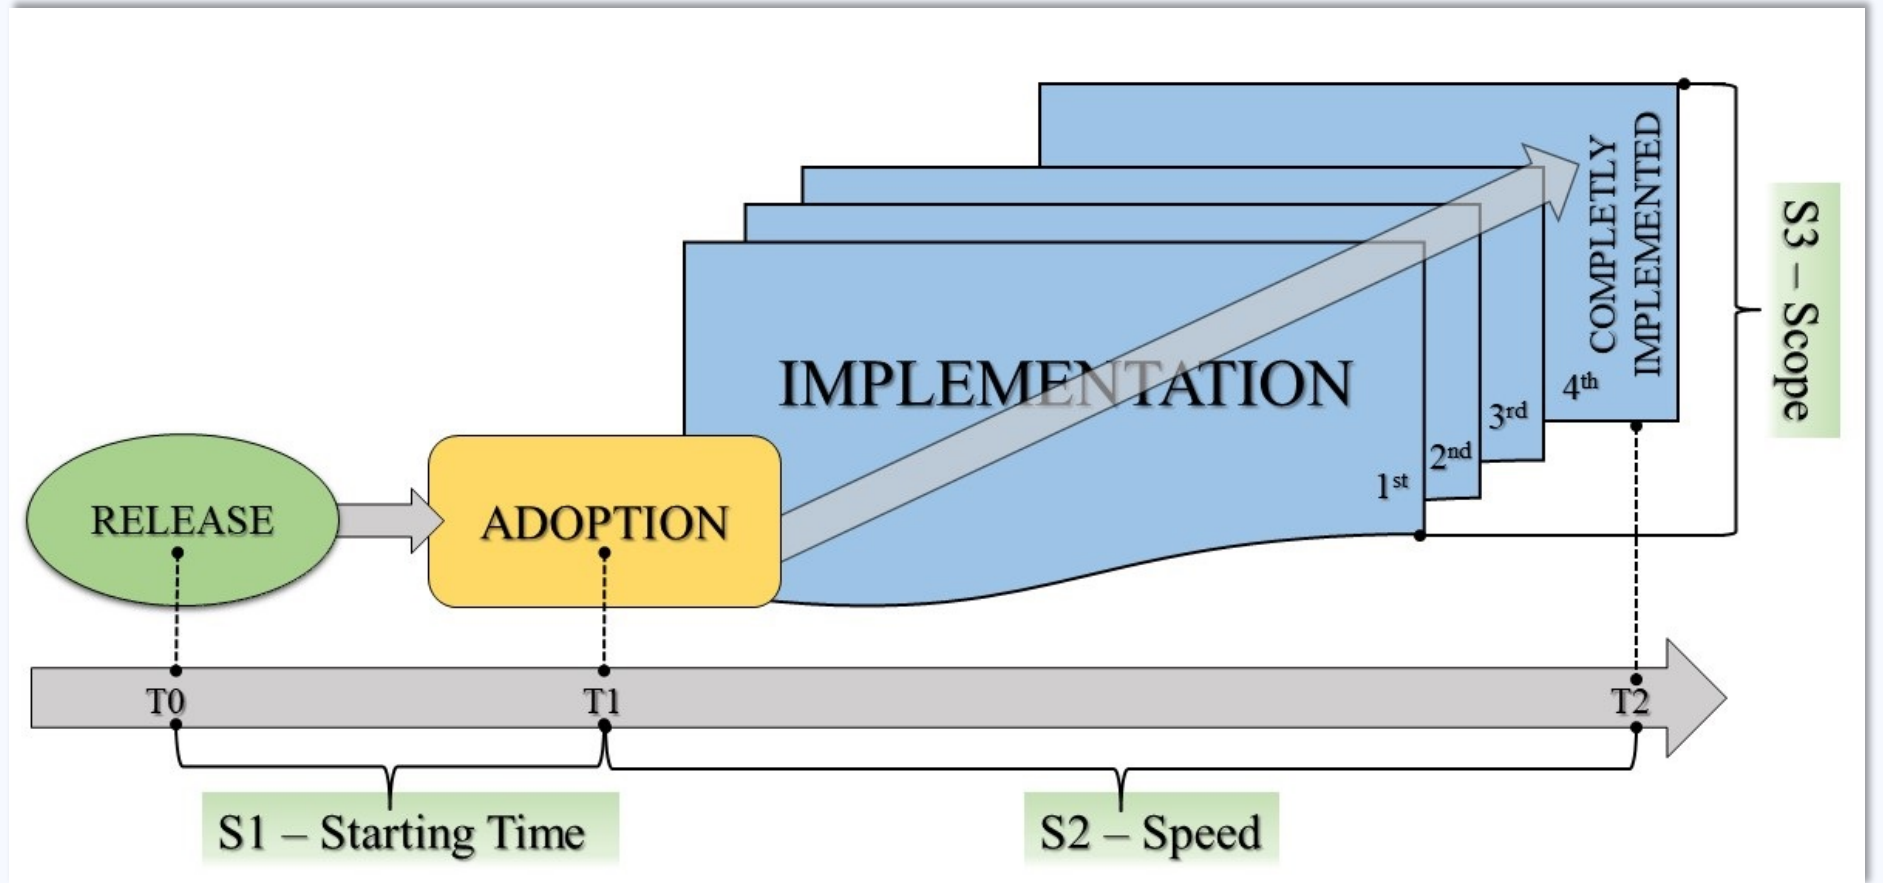 COMPLETLY
IMPLEMENTED
S3 – Scope
IMPLEMENTATION
4th
3rd
2nd
1st
RELEASE
ADOPTION
T0
T1
T2
S1 – Starting Time
S2 – Speed